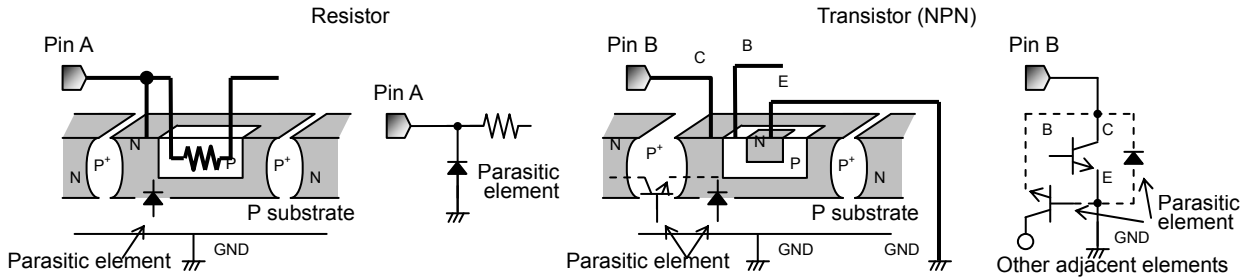 Resistor
Transistor (NPN)
Pin A
Pin B
B
C
E
Pin B
Pin A
N
P
N
P+
P+
N
Parasitic
element
P substrate
Parasitic element
GND
N
P+
N
P
P+
N
P substrate
Parasitic element
GND
GND
B
C
E
Parasitic
element
GND
Other adjacent elements